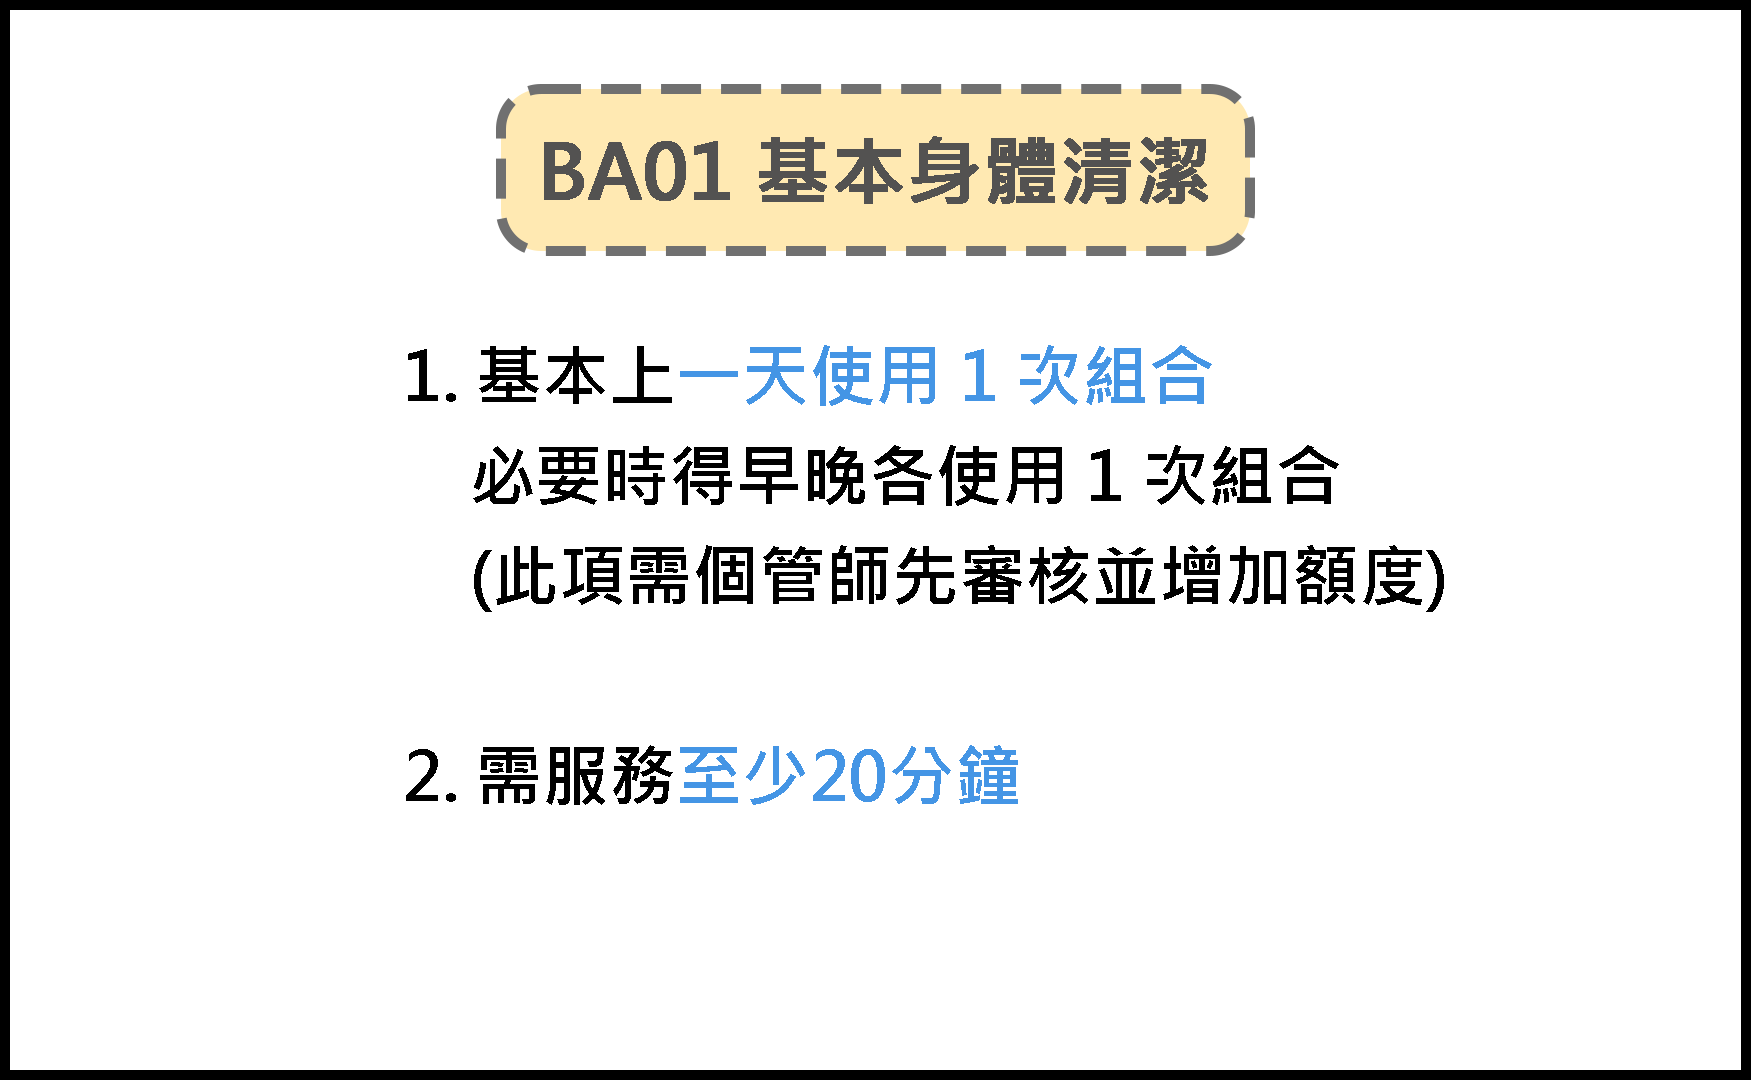 BA01 基本身體清潔
1. 基本上一天使用 1 次組合
必要時得早晚各使用 1 次組合
(此項需個管師先審核並增加額度)
2. 需服務至少20分鐘